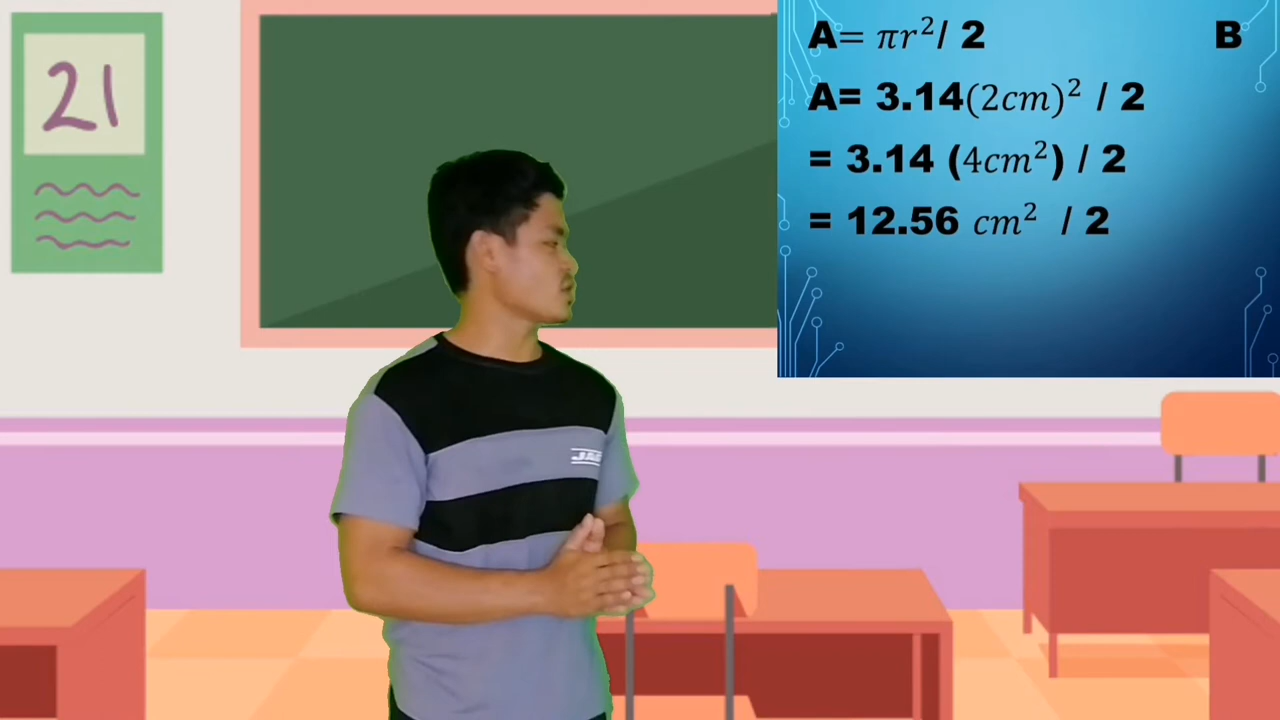 21
A= πr²/ 2 B
A= 3.14(2cm)² / 2
= 3.14 (4cm²) / 2
= 12.56 cm² / 2